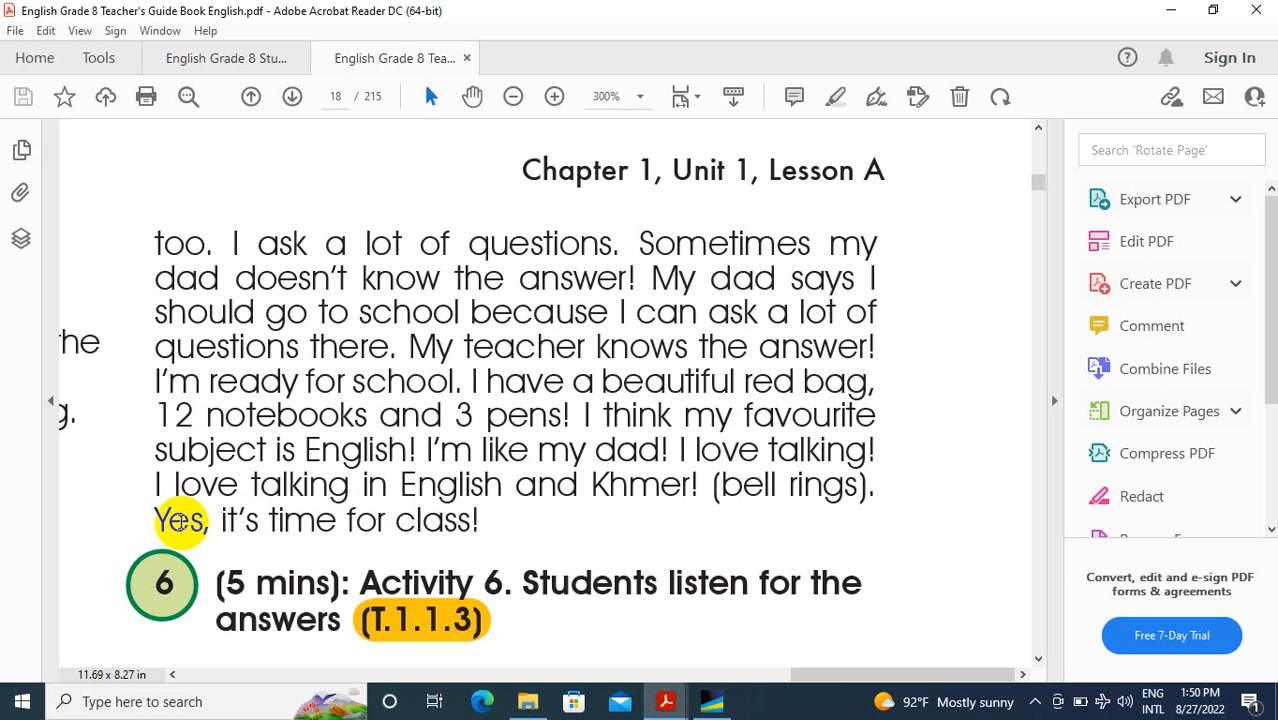 English Grade 8 Teacher's Guide Book English.pdf - Adobe Acrobat Reader DC (64-bit)
File Edit View Sign Window Help
Home Tools English Grade 8 Stu... English Grade 8 Tea... × Sign In
18 / 215 300%
Chapter 1, Unit 1, Lesson A
too. I ask a lot of questions. Sometimes my
dad doesn't know the answer! My dad says I
should go to school because I can ask a lot of
the
questions there. My teacher knows the answer!
I'm ready for school. I have a beautiful red bag,
g.
12 notebooks and 3 pens! I think my favourite
subject is English! I'm like my dad! I love talking!
I love talking in English and Khmer! (bell rings).
Yes, it's time for class!
6 (5 mins): Activity 6. Students listen for the
answers (T.1.1.3)
11.69 x 8.27 in
Search 'Rotate Page'
Export PDF
Edit PDF
Create PDF
Comment
Combine Files
Organize Pages
Compress PDF
Redact
Convert, edit and e-sign PDF
forms & agreements
Free 7-Day Trial
Type here to search
92°F Mostly sunny
ENG
INTL
1:50 PM
8/27/2022
1